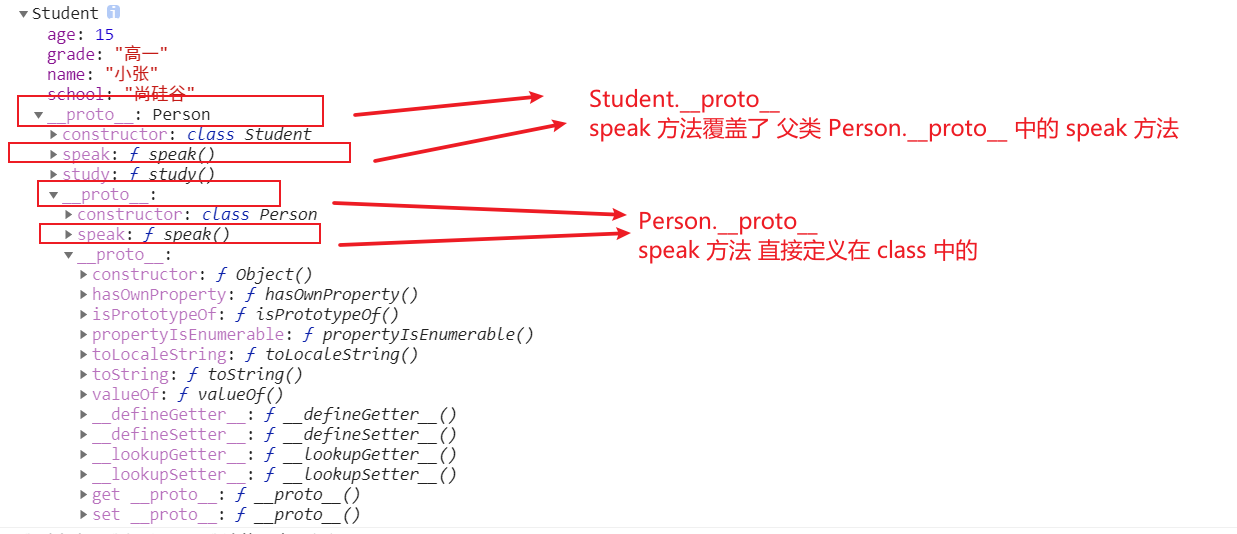 Student
age: 15
grade: "高一"
name: "小张"
school: "尚硅谷"
__proto__: Person
constructor: class Student
speak: ƒ speak()
study: ƒ study()
__proto__:
constructor: class Person
speak: ƒ speak()
__proto__:
constructor: ƒ Object()
hasOwnProperty: ƒ hasOwnProperty()
isPrototypeOf: ƒ isPrototypeOf()
propertyIsEnumerable: ƒ propertyIsEnumerable()
toLocaleString: ƒ toLocaleString()
toString: ƒ toString()
valueOf: ƒ valueOf()
__defineGetter__: ƒ __defineGetter__()
__defineSetter__: ƒ __defineSetter__()
__lookupGetter__: ƒ __lookupGetter__()
__lookupSetter__: ƒ __lookupSetter__()
get __proto__: ƒ __proto__()
set __proto__: ƒ __proto__()
Student.__proto__
speak 方法覆盖了 父类 Person.__proto__ 中的 speak 方法
Person.__proto__
speak 方法 直接定义在 class 中的